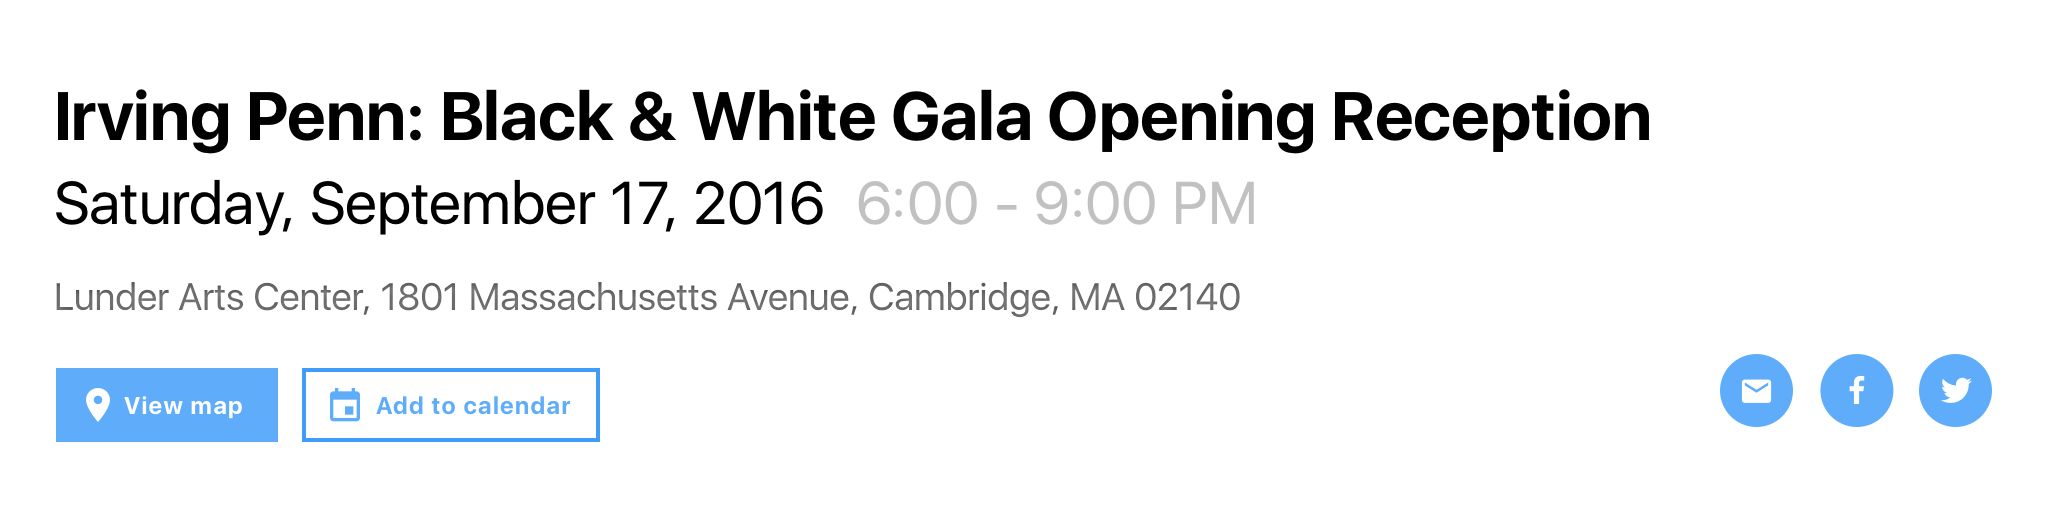 Irving Penn: Black & White Gala Opening Reception
Saturday, September 17, 2016 6:00 - 9:00 PM
Lunder Arts Center, 1801 Massachusetts Avenue, Cambridge, MA 02140
View map Add to calendar